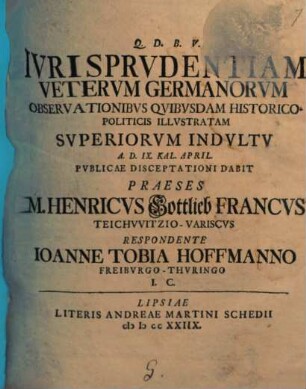 Q. D. B. V.
IVRISPRVDENTIAM
VETERVM GERMANORVM
OBSERVATIONIBVS QVIBVSDAM HISTORICO-
POLITICIS ILLVSTRATAM
SVPERIORVM INDVLTV
A. D. IX. KAL. APRIL.
PVBLICAE DISCEPTATIONI DABIT
PRAESES
M. HENRICVS Gottlieb FRANCVS
TEICHVVITZIO-VARISCVS
RESPONDENTE
IOANNE TOBIA HOFFMANNO
FREIBVRGO-THVRINGO
I. C.
LIPSIAE
LITERIS ANDREAE MARTINI SCHEDII
cIɔ Iɔ cc XXIIX.
G.